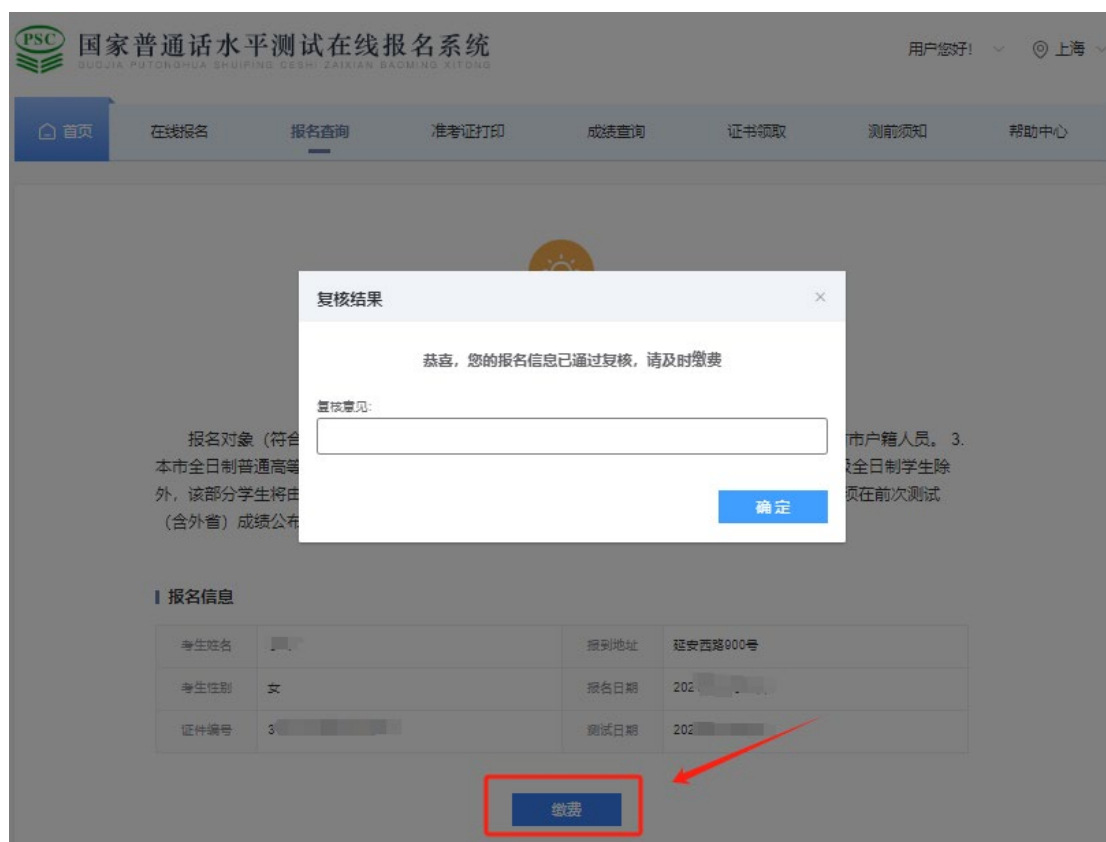 PSC
国家普通话水平测试在线报名系统
GUOJIA PUTONGHUA SHUIPING CESHI ZAIXIAN BAOMING XITONG
用户您好! 上海
首页 在线报名 报名查询 准考证打印 成绩查询 证书领取 测前须知 帮助中心
复核结果
恭喜，您的报名信息已通过复核，请及时缴费
复核意见:
报名对象（符合 市户籍人员。 3.
本市全日制普通高等 全日制学生除
外，该部分学生将由 须在前次测试
（含外省）成绩公布
确定
报名信息
考生姓名 报到地址 延安西路900号
考生性别 女 报名日期 202
证件编号 3 测试日期 202
缴费